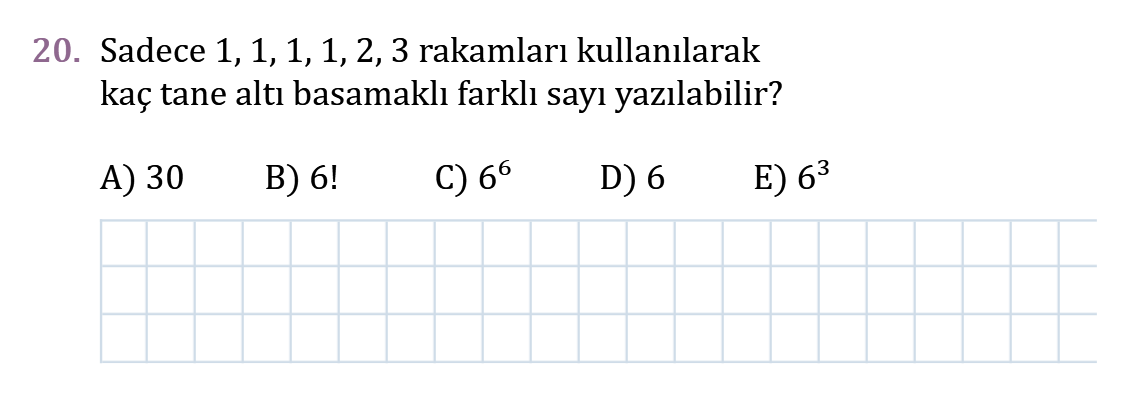 20. Sadece 1, 1, 1, 1, 2, 3 rakamları kullanılarak
kaç tane altı basamaklı farklı sayı yazılabilir?
A) 30 B) 6! C) 6⁶ D) 6 E) 6³